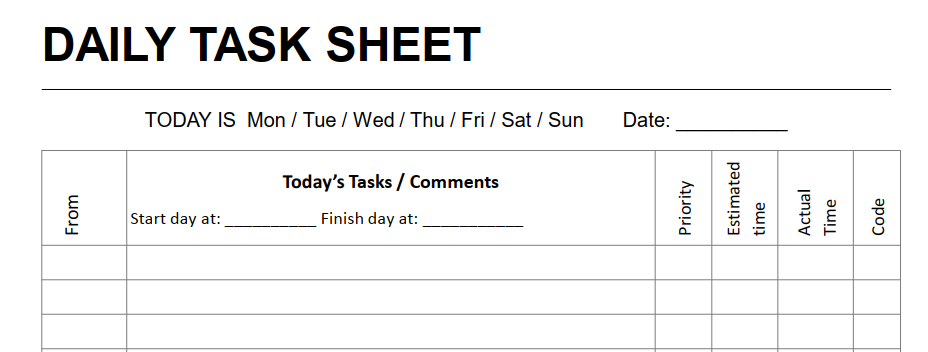 DAILY TASK SHEET
TODAY IS Mon / Tue / Wed / Thu / Fri / Sat / Sun Date: __________
From
Today's Tasks / Comments
Start day at: __________ Finish day at: ___________
Priority
Estimated
time
Actual
Time
Code